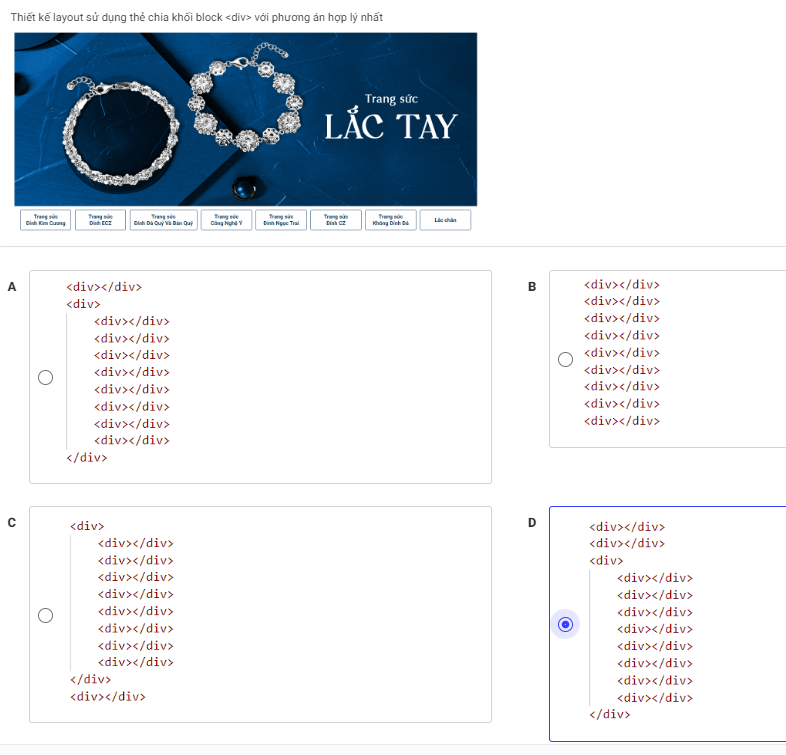 Thiết kế layout sử dụng thẻ chia khối block <div> với phương án hợp lý nhất
Trang sức
LẮC TAY
Trang sức
Đính Kim Cương
Trang sức
Đính ECZ
Trang sức
Đính Đá Quý Và Bán Quý
Trang sức
Công Nghệ Ý
Trang sức
Đính Ngọc Trai
Trang sức
Đính CZ
Trang sức
Không Đính Đá
Lắc chân
A
<div></div>
<div>
<div></div>
<div></div>
<div></div>
<div></div>
<div></div>
<div></div>
<div></div>
<div></div>
</div>
B
<div></div>
<div></div>
<div></div>
<div></div>
<div></div>
<div></div>
<div></div>
<div></div>
<div></div>
C
<div>
<div></div>
<div></div>
<div></div>
<div></div>
<div></div>
<div></div>
<div></div>
<div></div>
</div>
<div></div>
D
<div></div>
<div></div>
<div>
<div></div>
<div></div>
<div></div>
<div></div>
<div></div>
<div></div>
<div></div>
<div></div>
</div>